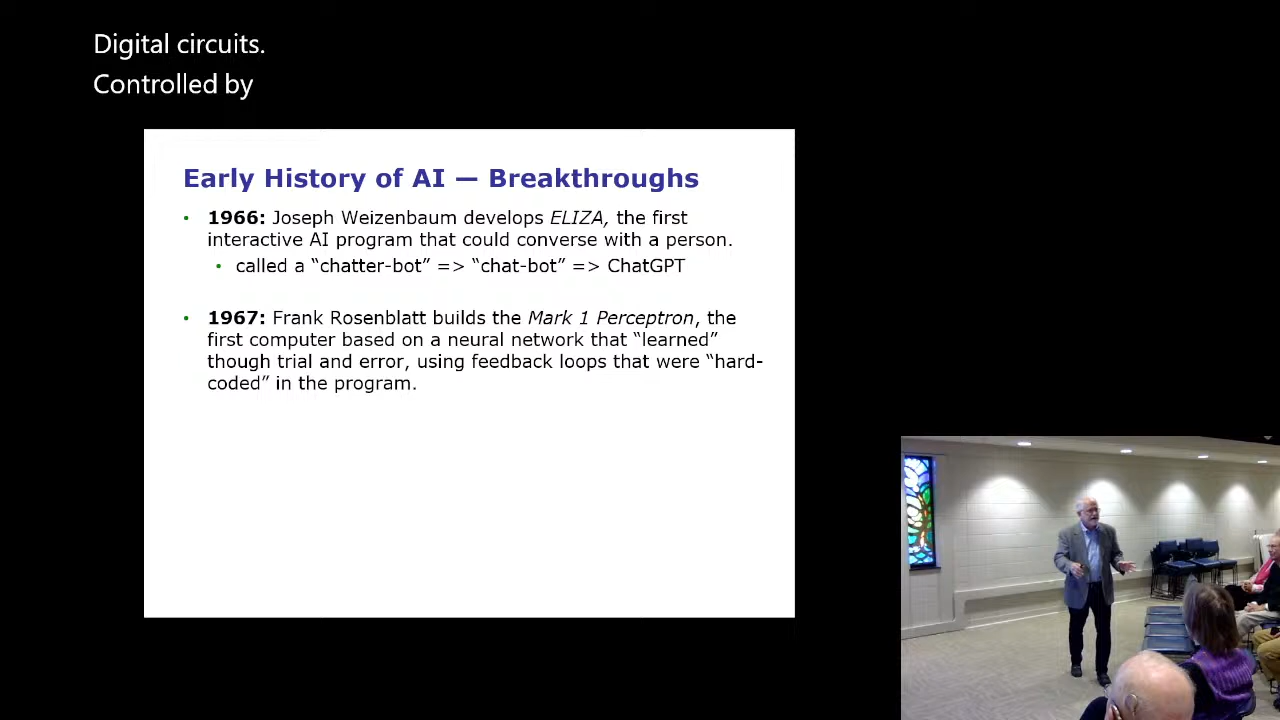 Digital circuits.
Controlled by
Early History of AI — Breakthroughs
• 1966: Joseph Weizenbaum develops ELIZA, the first
interactive AI program that could converse with a person.
• called a “chatter-bot” => “chat-bot” => ChatGPT
• 1967: Frank Rosenblatt builds the Mark 1 Perceptron, the
first computer based on a neural network that “learned”
though trial and error, using feedback loops that were “hard-
coded” in the program.